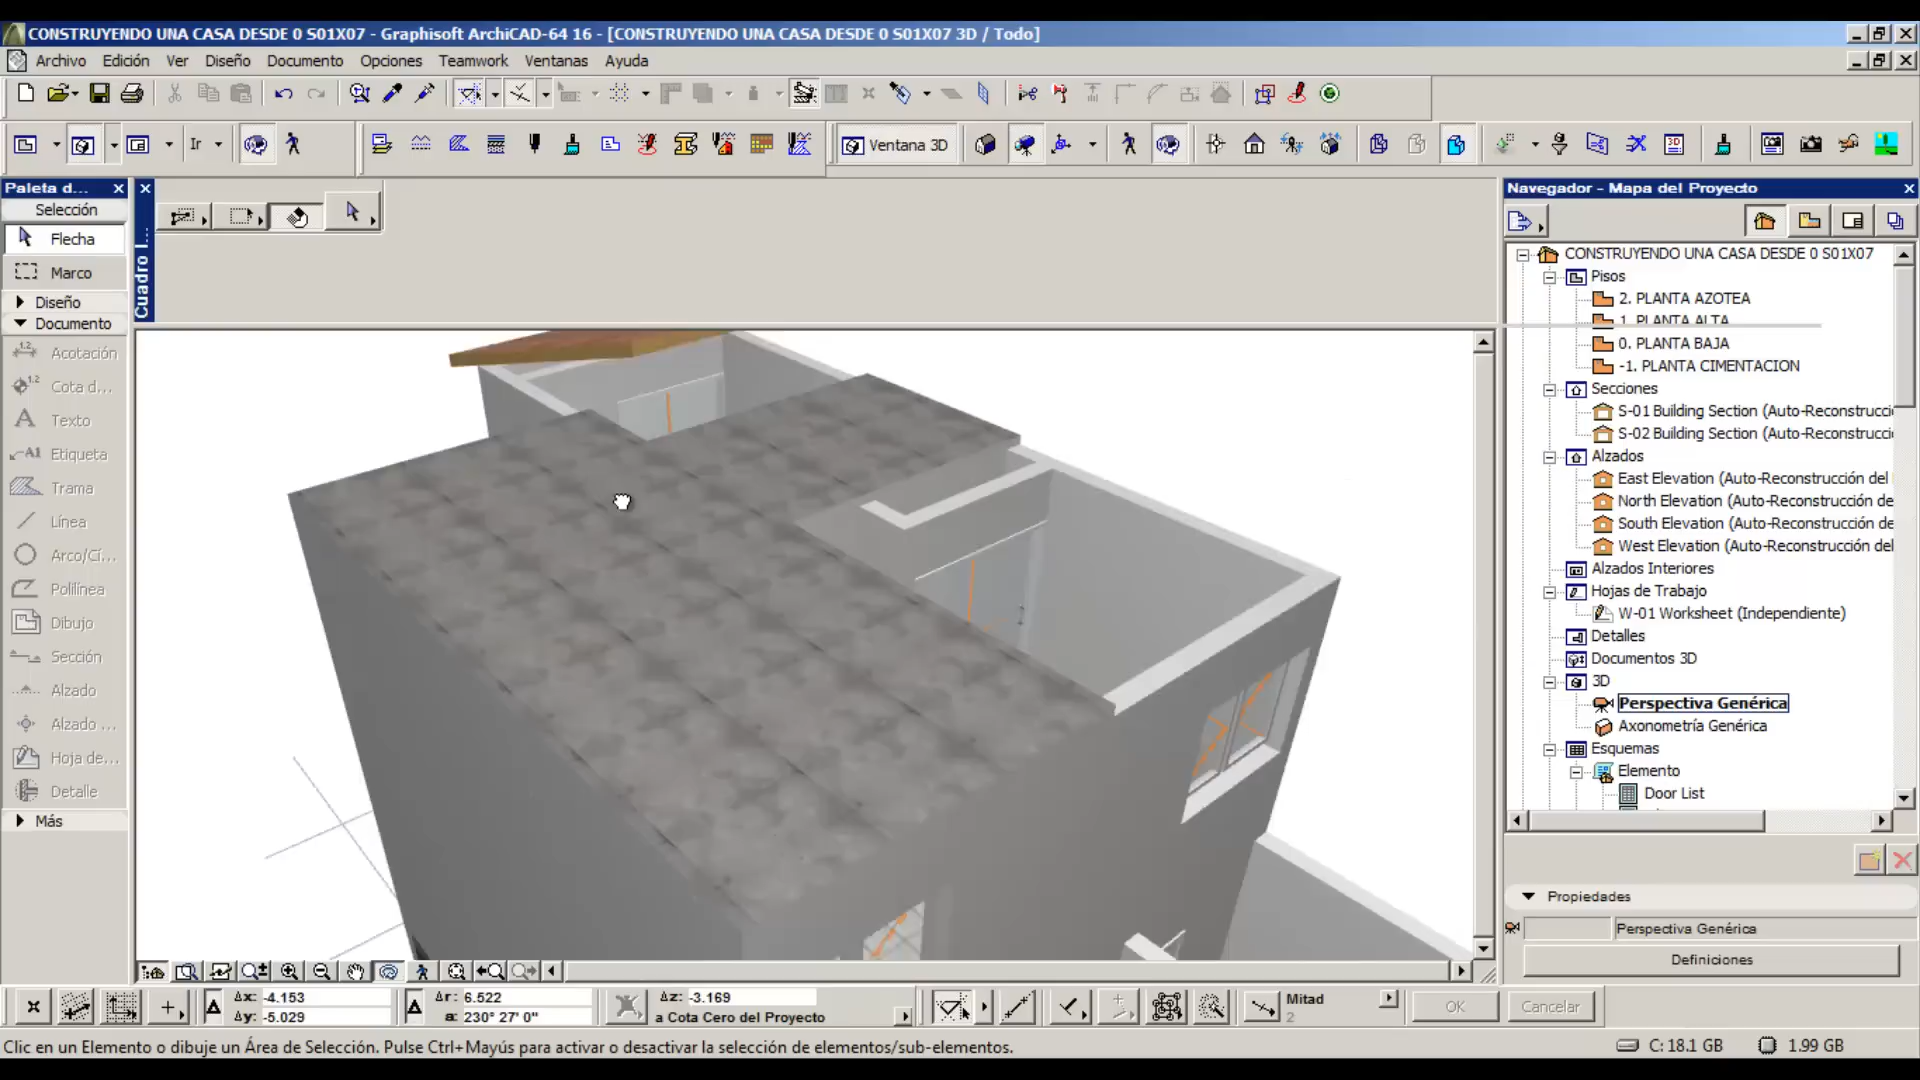 CONSTRUYENDO UNA CASA DESDE 0 S01X07 - Graphisoft ArchiCAD-64 16 - [CONSTRUYENDO UNA CASA DESDE 0 S01X07 3D / Todo]
Archivo Edición Ver Diseño Documento Opciones Teamwork Ventanas Ayuda
Ir Ventana 3D
Paleta d...
Selección
Flecha
Marco
Diseño
Documento
Acotación
Cota d...
Texto
Etiqueta
Trama
Línea
Arco/Cí...
Polilínea
Dibujo
Sección
Alzado
Alzado ...
Hoja de...
Detalle
Más
Cuadro I...
Navegador - Mapa del Proyecto
CONSTRUYENDO UNA CASA DESDE 0 S01X07
Pisos
2. PLANTA AZOTEA
1. PLANTA ALTA
0. PLANTA BAJA
-1. PLANTA CIMENTACION
Secciones
S-01 Building Section (Auto-Reconstrucci
S-02 Building Section (Auto-Reconstrucci
Alzados
East Elevation (Auto-Reconstrucción del
North Elevation (Auto-Reconstrucción de
South Elevation (Auto-Reconstrucción de
West Elevation (Auto-Reconstrucción del
Alzados Interiores
Hojas de Trabajo
W-01 Worksheet (Independiente)
Detalles
Documentos 3D
3D
Perspectiva Genérica
Axonometría Genérica
Esquemas
Elemento
Door List
Propiedades
Perspectiva Genérica
Definiciones
Δx: -4.153
Δy: -5.029
Δr: 6.522
a: 230° 27' 0"
Δz: -3.169
a Cota Cero del Proyecto
Mitad
2
OK
Cancelar
Clic en un Elemento o dibuje un Área de Selección. Pulse Ctrl+Mayús para activar o desactivar la selección de elementos/sub-elementos.
C: 18.1 GB
1.99 GB